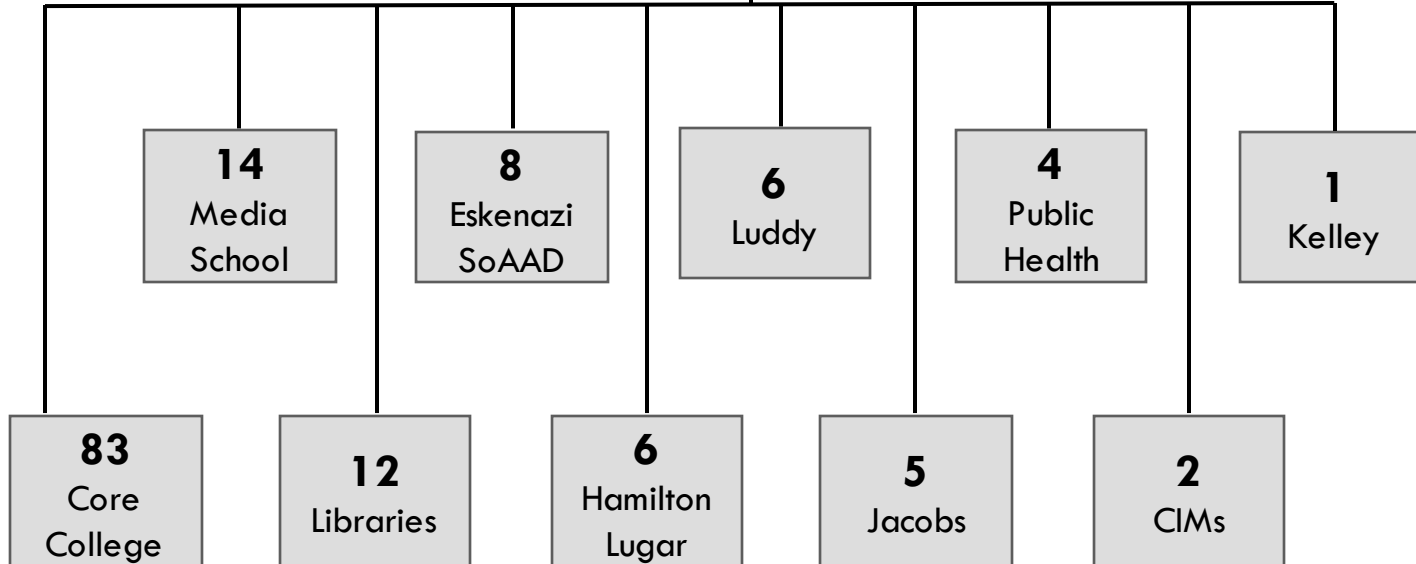 14
Media
School
8
Eskenazi
SoAAD
6
Luddy
4
Public
Health
1
Kelley
83
Core
College
12
Libraries
6
Hamilton
Lugar
5
Jacobs
2
CIMs